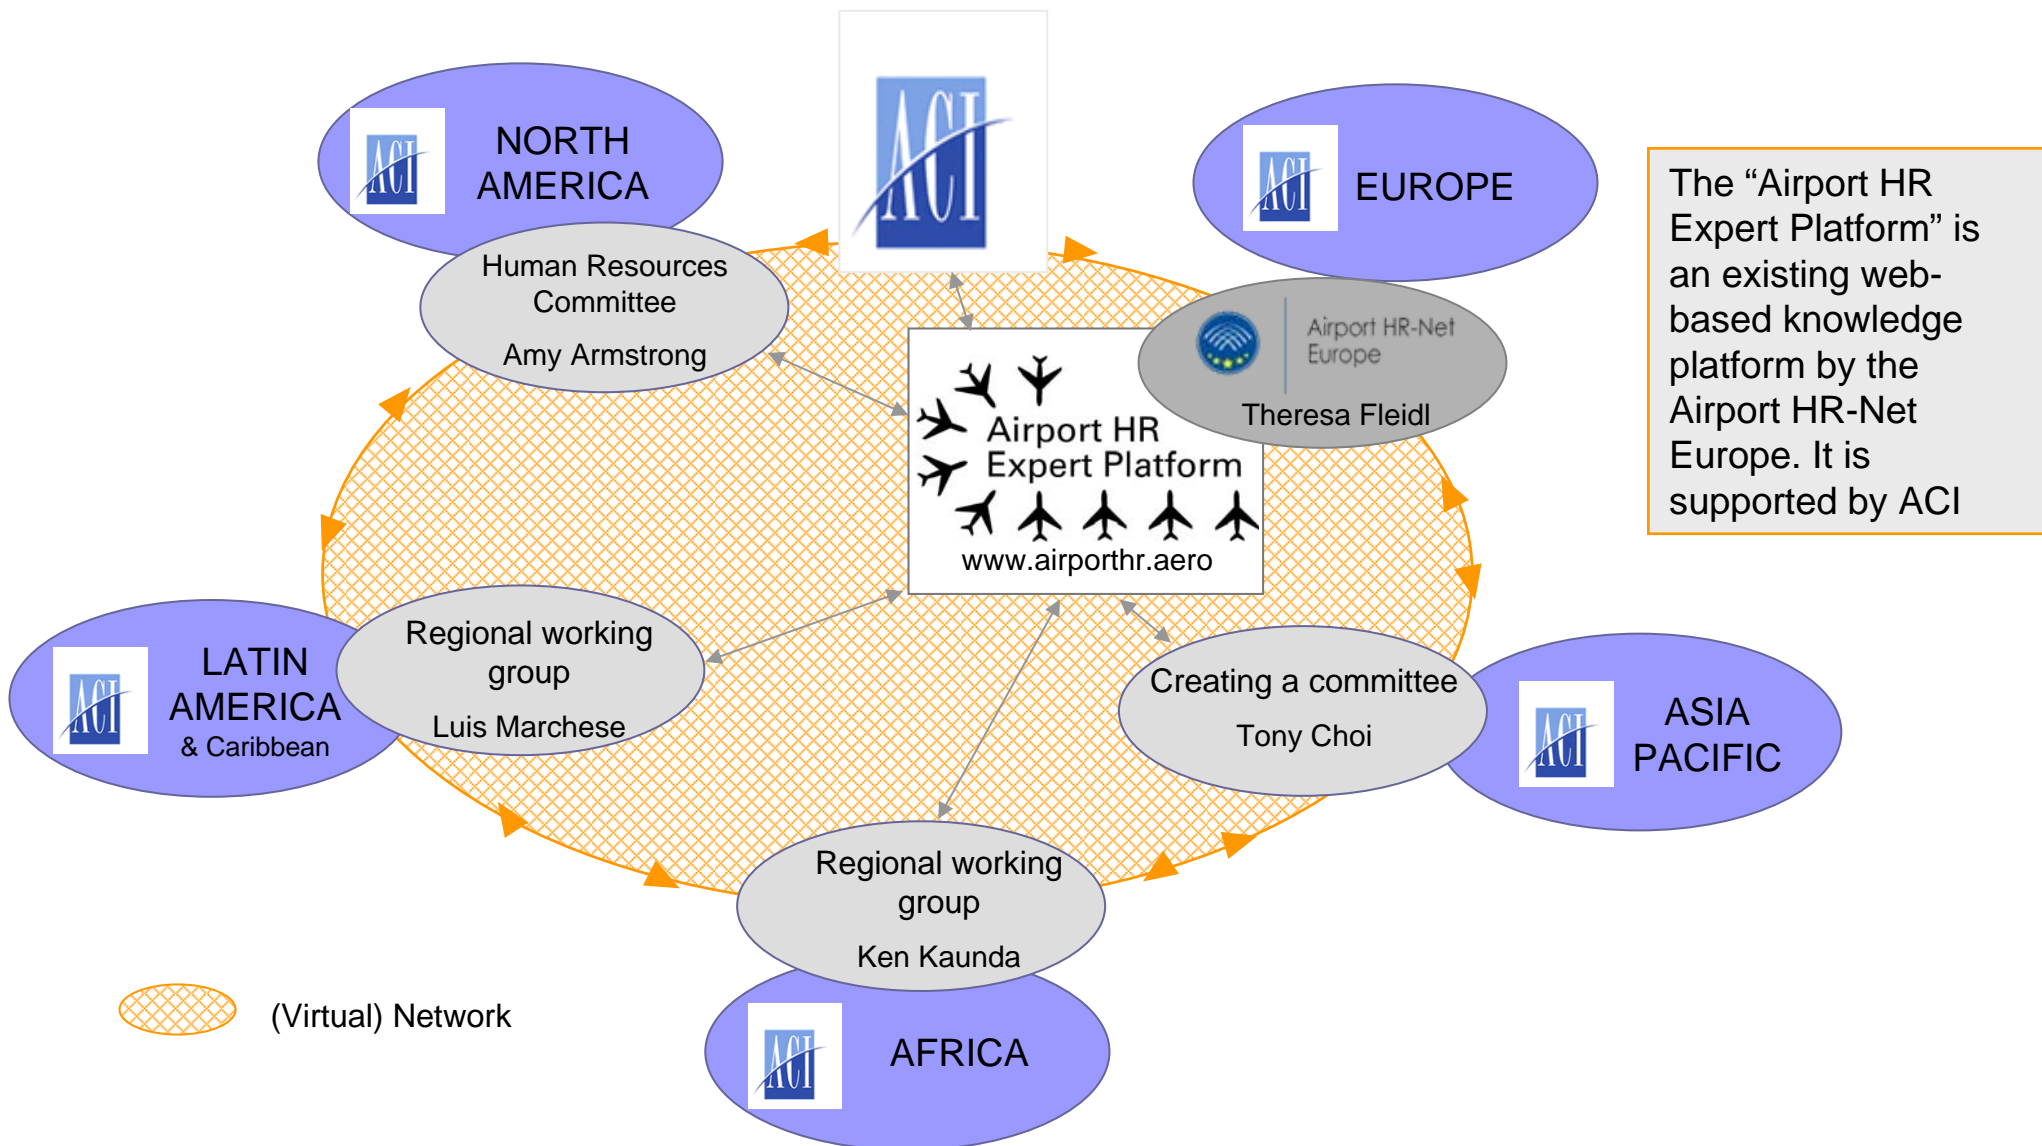 ACI
ACI
NORTH
AMERICA
Human Resources
Committee
Amy Armstrong
ACI
EUROPE
Airport HR-Net
Europe
Theresa Fleidl
The “Airport HR
Expert Platform” is
an existing web-
based knowledge
platform by the
Airport HR-Net
Europe. It is
supported by ACI
Airport HR
Expert Platform
www.airporthr.aero
ACI
LATIN
AMERICA
& Caribbean
Regional working
group
Luis Marchese
Creating a committee
Tony Choi
ACI
ASIA
PACIFIC
Regional working
group
Ken Kaunda
ACI
AFRICA
(Virtual) Network